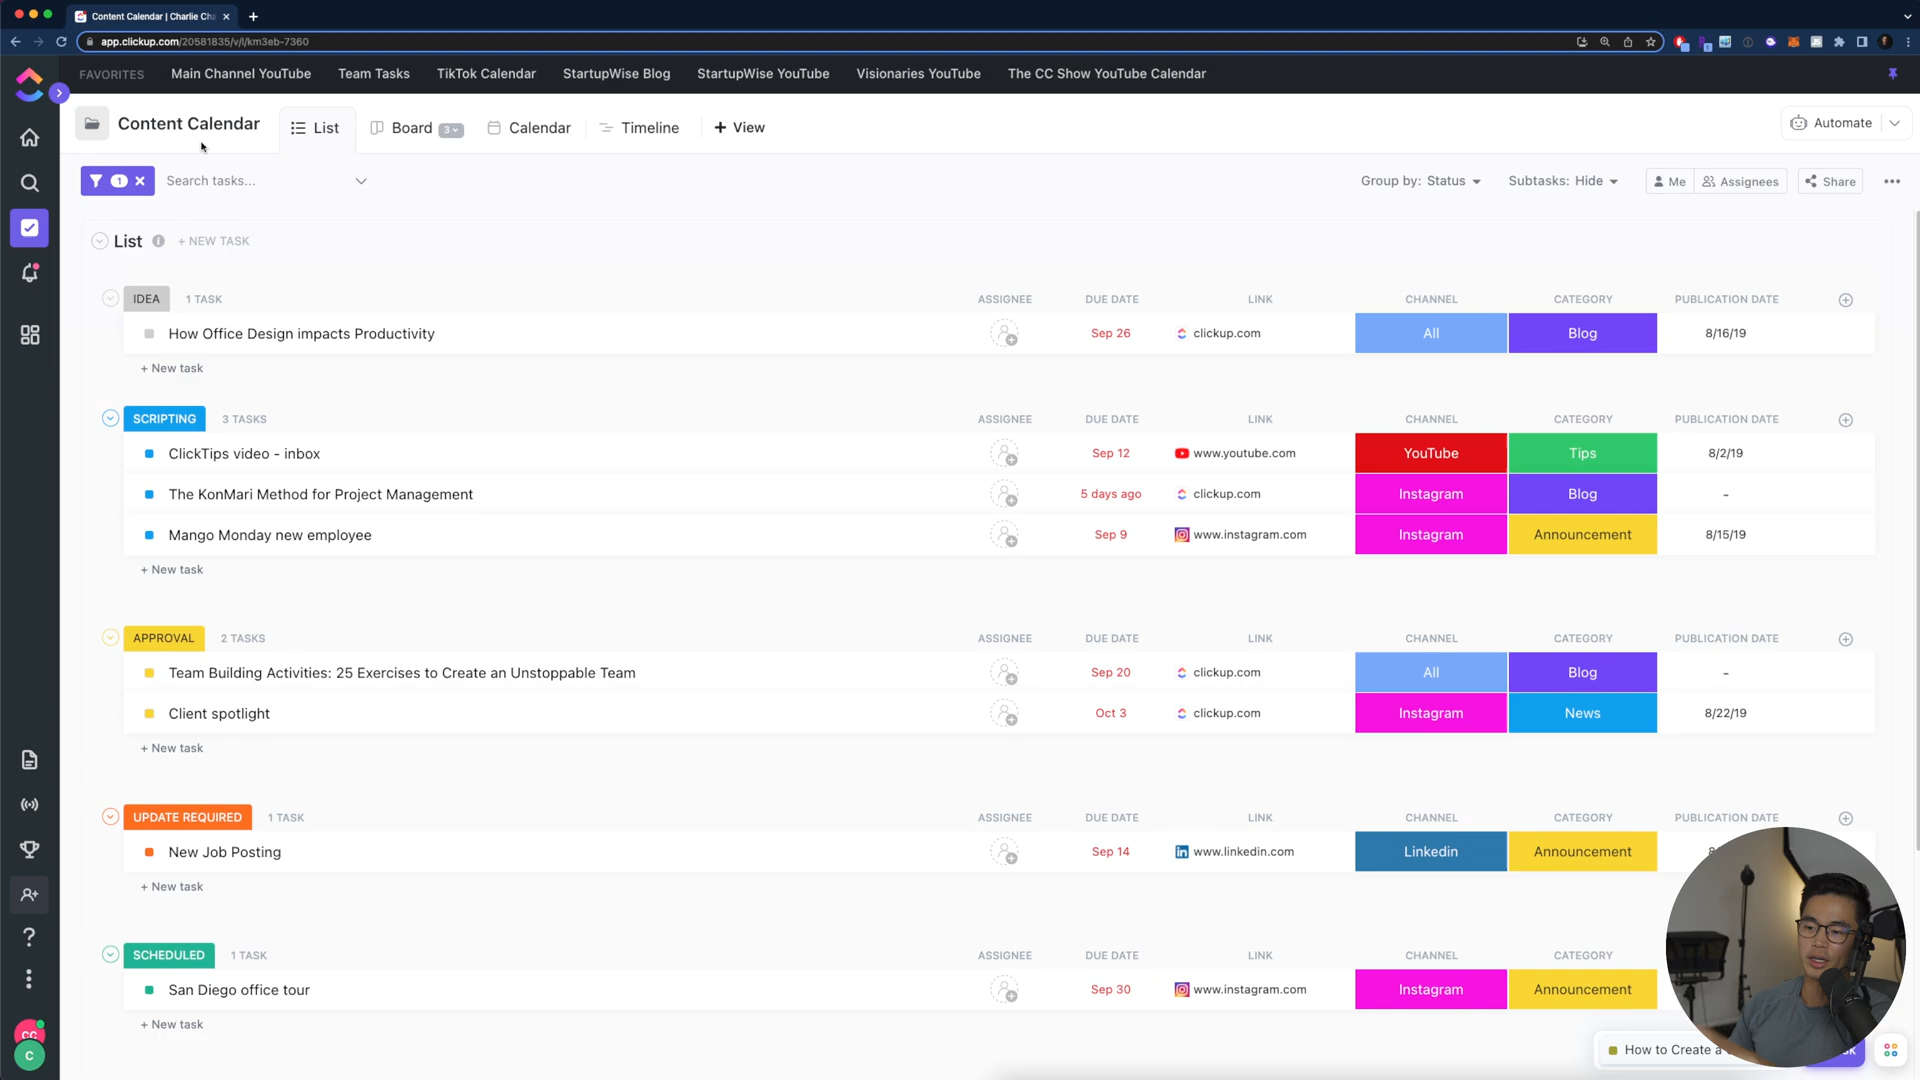 Content Calendar | Charlie Cha
app.clickup.com/20581835/v/l/km3eb-7360
FAVORITES Main Channel YouTube Team Tasks TikTok Calendar StartupWise Blog StartupWise YouTube Visionaries YouTube The CC Show YouTube Calendar
Content Calendar List Board 3 Calendar Timeline + View Automate
1 Search tasks... Group by: Status Subtasks: Hide Me Assignees Share
List + NEW TASK
IDEA 1 TASK ASSIGNEE DUE DATE LINK CHANNEL CATEGORY PUBLICATION DATE
How Office Design impacts Productivity Sep 26 clickup.com All Blog 8/16/19
+ New task
SCRIPTING 3 TASKS ASSIGNEE DUE DATE LINK CHANNEL CATEGORY PUBLICATION DATE
ClickTips video - inbox Sep 12 www.youtube.com YouTube Tips 8/2/19
The KonMari Method for Project Management 5 days ago clickup.com Instagram Blog -
Mango Monday new employee Sep 9 www.instagram.com Instagram Announcement 8/15/19
+ New task
APPROVAL 2 TASKS ASSIGNEE DUE DATE LINK CHANNEL CATEGORY PUBLICATION DATE
Team Building Activities: 25 Exercises to Create an Unstoppable Team Sep 20 clickup.com All Blog -
Client spotlight Oct 3 clickup.com Instagram News 8/22/19
+ New task
UPDATE REQUIRED 1 TASK ASSIGNEE DUE DATE LINK CHANNEL CATEGORY PUBLICATION DATE
New Job Posting Sep 14 www.linkedin.com Linkedin Announcement
+ New task
SCHEDULED 1 TASK ASSIGNEE DUE DATE LINK CHANNEL CATEGORY
San Diego office tour Sep 30 www.instagram.com Instagram Announcement
+ New task
CC
C
How to Create a